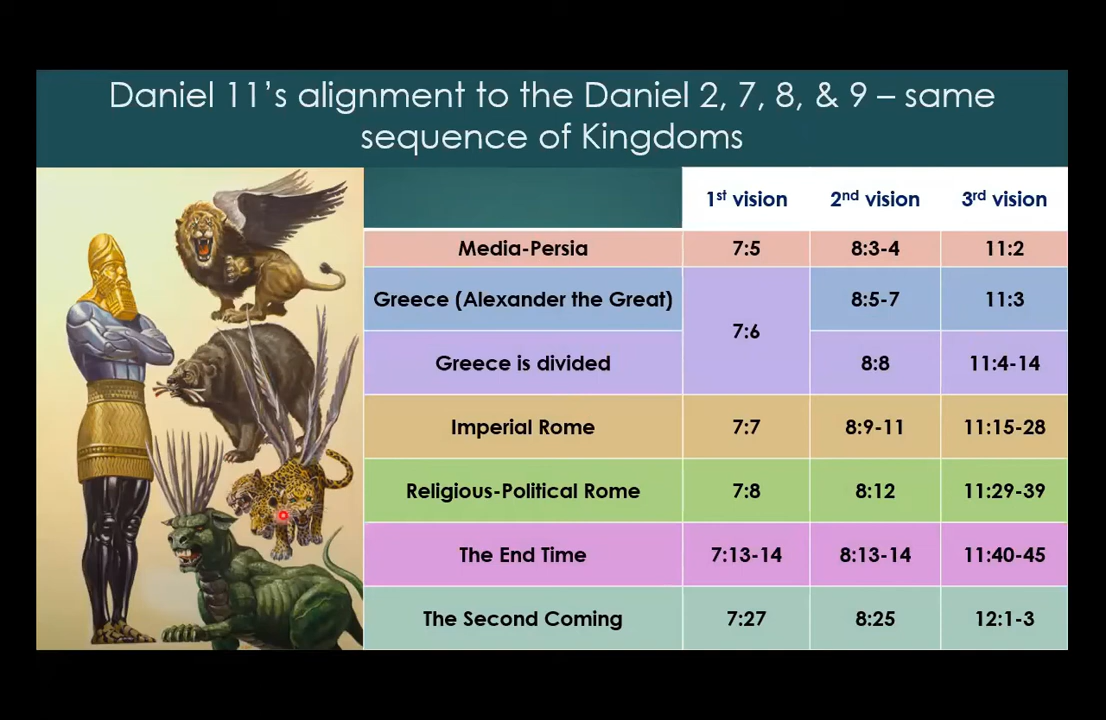 Daniel 11’s alignment to the Daniel 2, 7, 8, & 9 – same
sequence of Kingdoms
1st vision 2nd vision 3rd vision
Media-Persia 7:5 8:3-4 11:2
Greece (Alexander the Great) 7:6 8:5-7 11:3
Greece is divided 8:8 11:4-14
Imperial Rome 7:7 8:9-11 11:15-28
Religious-Political Rome 7:8 8:12 11:29-39
The End Time 7:13-14 8:13-14 11:40-45
The Second Coming 7:27 8:25 12:1-3